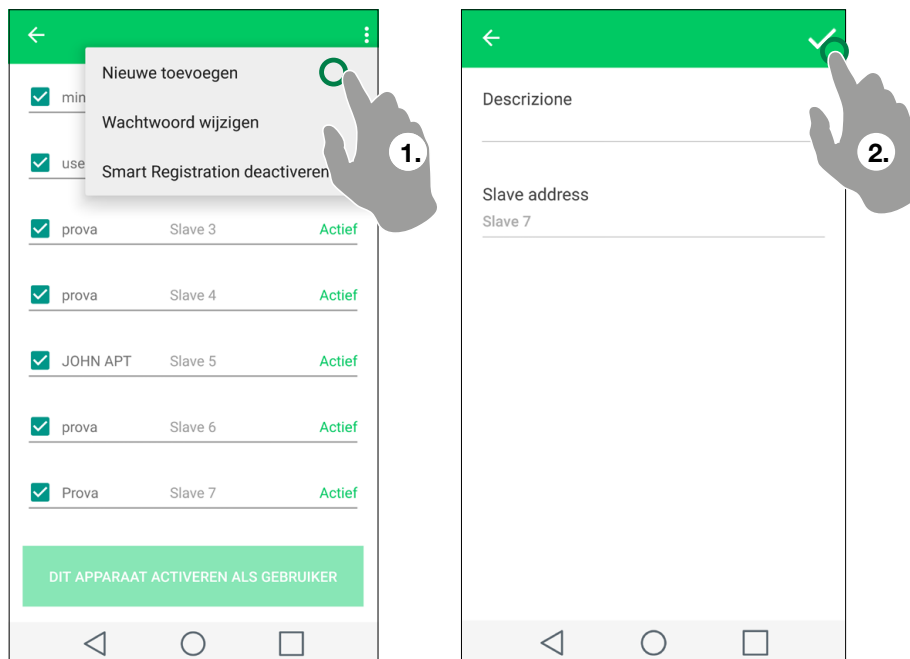 Nieuwe toevoegen
Wachtwoord wijzigen
Smart Registration deactiveren
min
use
prova Slave 3 Actief
prova Slave 4 Actief
JOHN APT Slave 5 Actief
prova Slave 6 Actief
Prova Slave 7 Actief
DIT APPARAAT ACTIVEREN ALS GEBRUIKER
1.
Descrizione
Slave address
Slave 7
2.